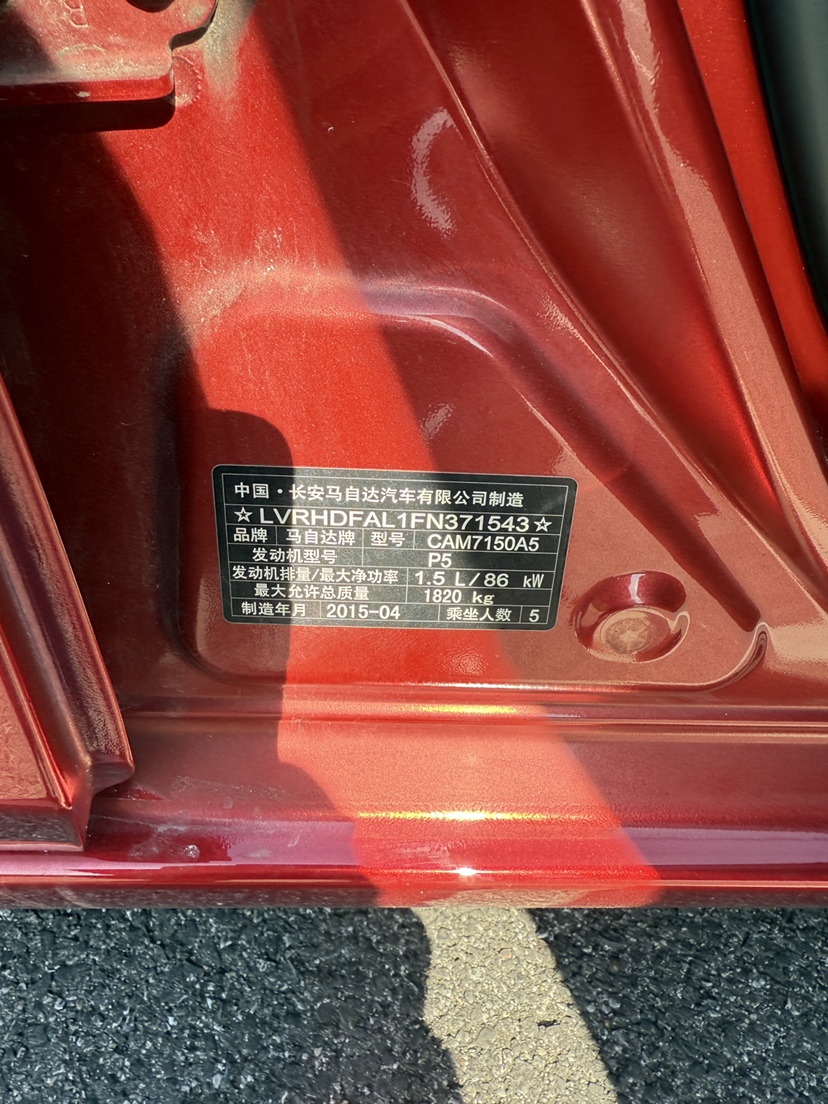 中国·长安马自达汽车有限公司制造
☆LVRHDFAL1FN371543☆
品牌 马自达牌 型号 CAM7150A5
发动机型号 P5
发动机排量/最大净功率 1.5 L/86 kW
最大允许总质量 1820 kg
制造年月 2015-04 乘坐人数 5